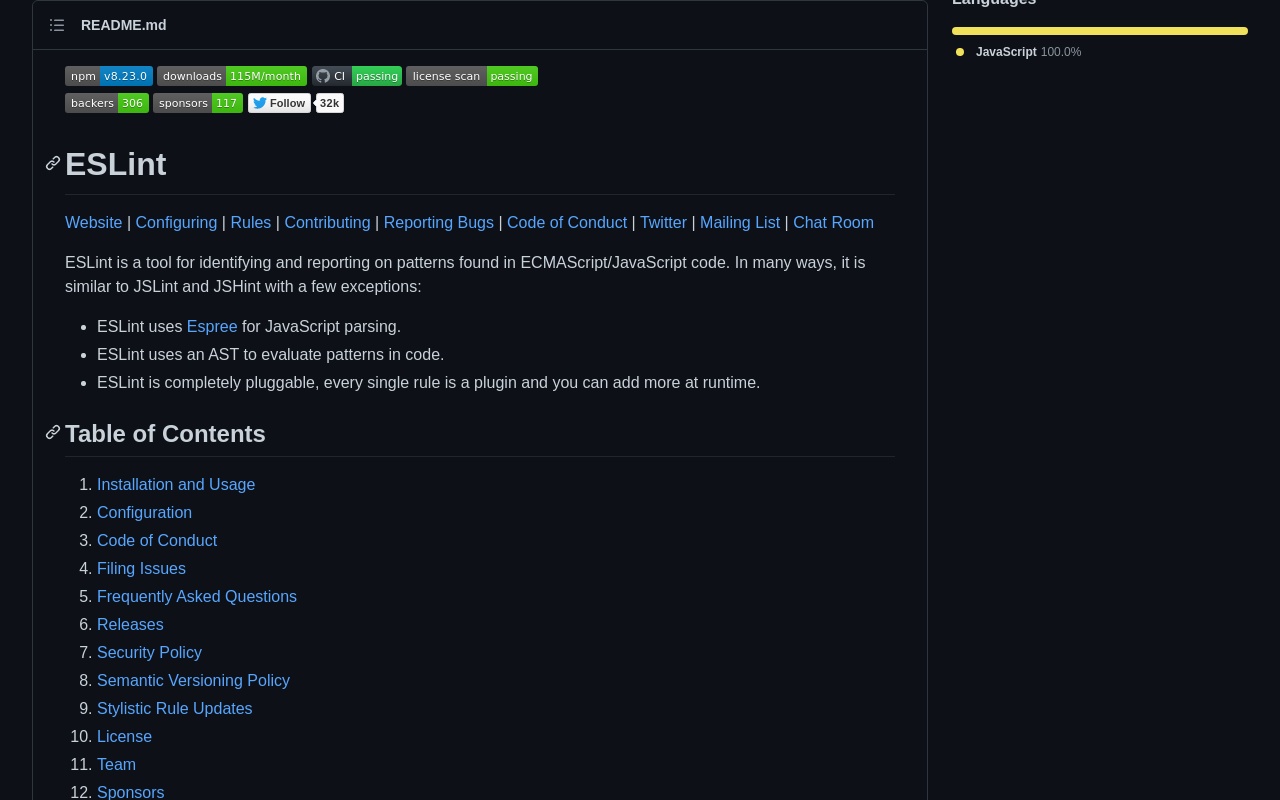 README.md
Languages
JavaScript 100.0%
npm v8.23.0 downloads 115M/month CI passing license scan passing
backers 306 sponsors 117 Follow 32k
ESLint
Website | Configuring | Rules | Contributing | Reporting Bugs | Code of Conduct | Twitter | Mailing List | Chat Room
ESLint is a tool for identifying and reporting on patterns found in ECMAScript/JavaScript code. In many ways, it is
similar to JSLint and JSHint with a few exceptions:
• ESLint uses Espree for JavaScript parsing.
• ESLint uses an AST to evaluate patterns in code.
• ESLint is completely pluggable, every single rule is a plugin and you can add more at runtime.
Table of Contents
1. Installation and Usage
2. Configuration
3. Code of Conduct
4. Filing Issues
5. Frequently Asked Questions
6. Releases
7. Security Policy
8. Semantic Versioning Policy
9. Stylistic Rule Updates
10. License
11. Team
12. Sponsors